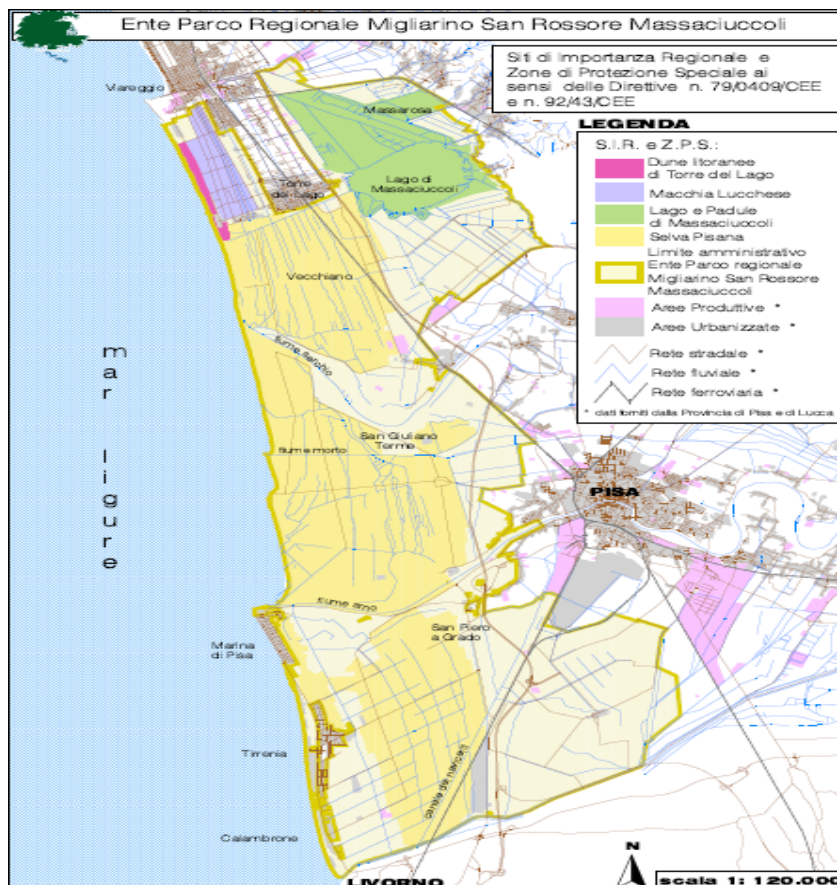 Ente Parco Regionale Migliarino San Rossore Massaciuccoli
Siti di Importanza Regionale e
Zone di Protezione Speciale ai
sensi delle Direttive n. 79/0409/CEE
e n. 92/43/CEE
LEGENDA
S.I.R. e Z.P.S.:
Dune litoranee
di Torre del Lago
Macchia Lucchese
Lago e Padule
di Massaciuccoli
Selva Pisana
Limite amministrativo
Ente Parco regionale
Migliarino San Rossore
Massaciuccoli
Aree Produttive *
Aree Urbanizzate *
Rete stradale *
Rete fluviale *
Rete ferroviaria *
* dati forniti dalla Provincia di Pisa e di Lucca
Viareggio
Massarosa
Lago di
Massaciuccoli
Torre
del Lago
Vecchiano
fiume serchio
mar ligure
San Giuliano
Terme
fiume morto
PISA
fiume arno
San Piero
a Grado
Marina
di Pisa
Tirrenia
canale dei navicelli
Calambrone
LIVORNO
N
scala 1: 120.000